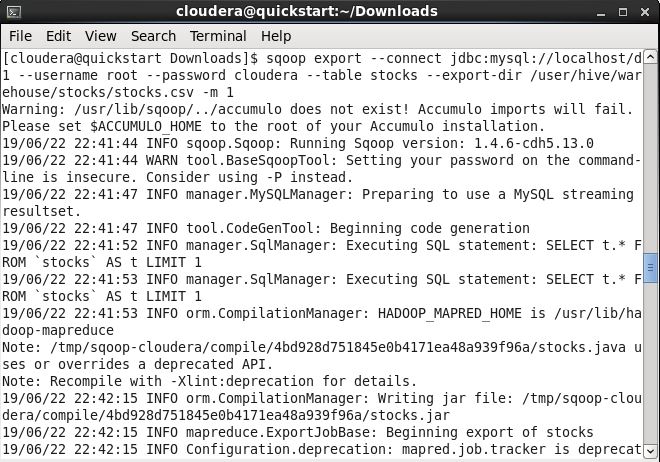 cloudera@quickstart:~/Downloads
File Edit View Search Terminal Help
[cloudera@quickstart Downloads]$ sqoop export --connect jdbc:mysql://localhost/d
1 --username root --password cloudera --table stocks --export-dir /user/hive/war
ehouse/stocks/stocks.csv -m 1
Warning: /usr/lib/sqoop/../accumulo does not exist! Accumulo imports will fail.
Please set $ACCUMULO_HOME to the root of your Accumulo installation.
19/06/22 22:41:44 INFO sqoop.Sqoop: Running Sqoop version: 1.4.6-cdh5.13.0
19/06/22 22:41:44 WARN tool.BaseSqoopTool: Setting your password on the command-
line is insecure. Consider using -P instead.
19/06/22 22:41:47 INFO manager.MySQLManager: Preparing to use a MySQL streaming
resultset.
19/06/22 22:41:47 INFO tool.CodeGenTool: Beginning code generation
19/06/22 22:41:52 INFO manager.SqlManager: Executing SQL statement: SELECT t.* F
ROM `stocks` AS t LIMIT 1
19/06/22 22:41:53 INFO manager.SqlManager: Executing SQL statement: SELECT t.* F
ROM `stocks` AS t LIMIT 1
19/06/22 22:41:53 INFO orm.CompilationManager: HADOOP_MAPRED_HOME is /usr/lib/ha
doop-mapreduce
Note: /tmp/sqoop-cloudera/compile/4bd928d751845e0b4171ea48a939f96a/stocks.java u
ses or overrides a deprecated API.
Note: Recompile with -Xlint:deprecation for details.
19/06/22 22:42:15 INFO orm.CompilationManager: Writing jar file: /tmp/sqoop-clou
dera/compile/4bd928d751845e0b4171ea48a939f96a/stocks.jar
19/06/22 22:42:15 INFO mapreduce.ExportJobBase: Beginning export of stocks
19/06/22 22:42:15 INFO Configuration.deprecation: mapred.job.tracker is deprecat